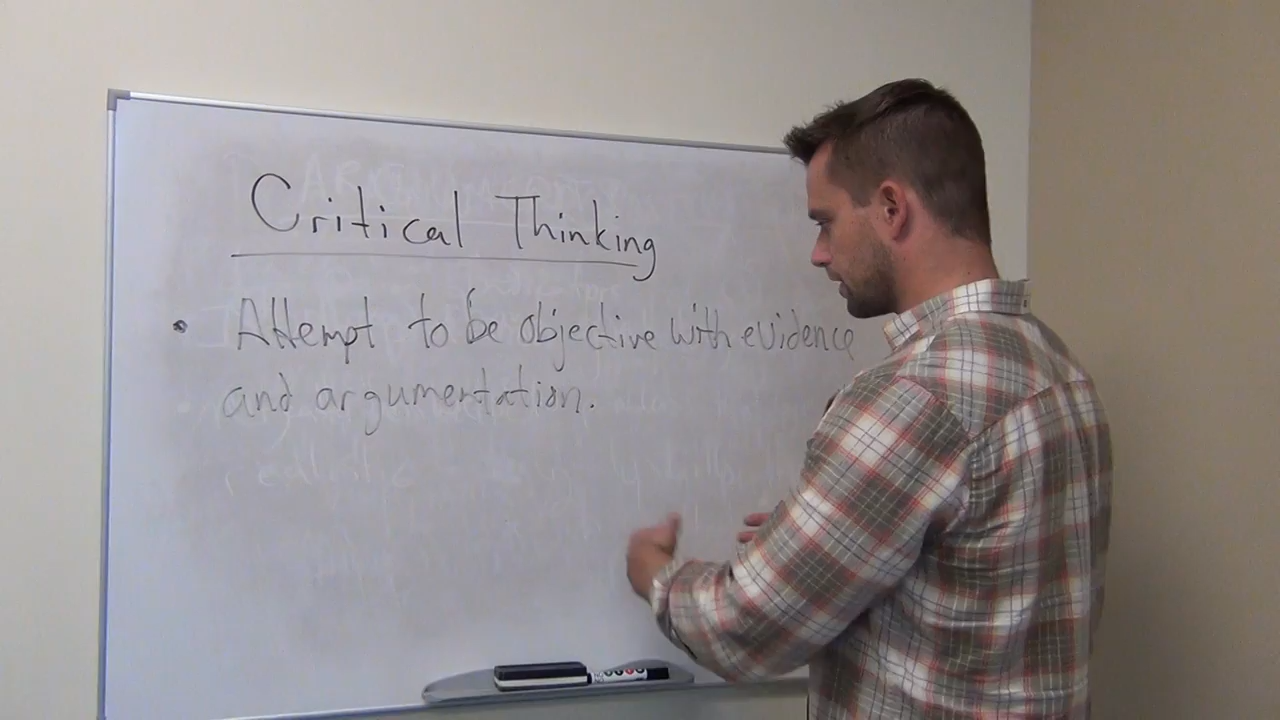 Critical Thinking
• Attempt to be objective with evidence
and argumentation.